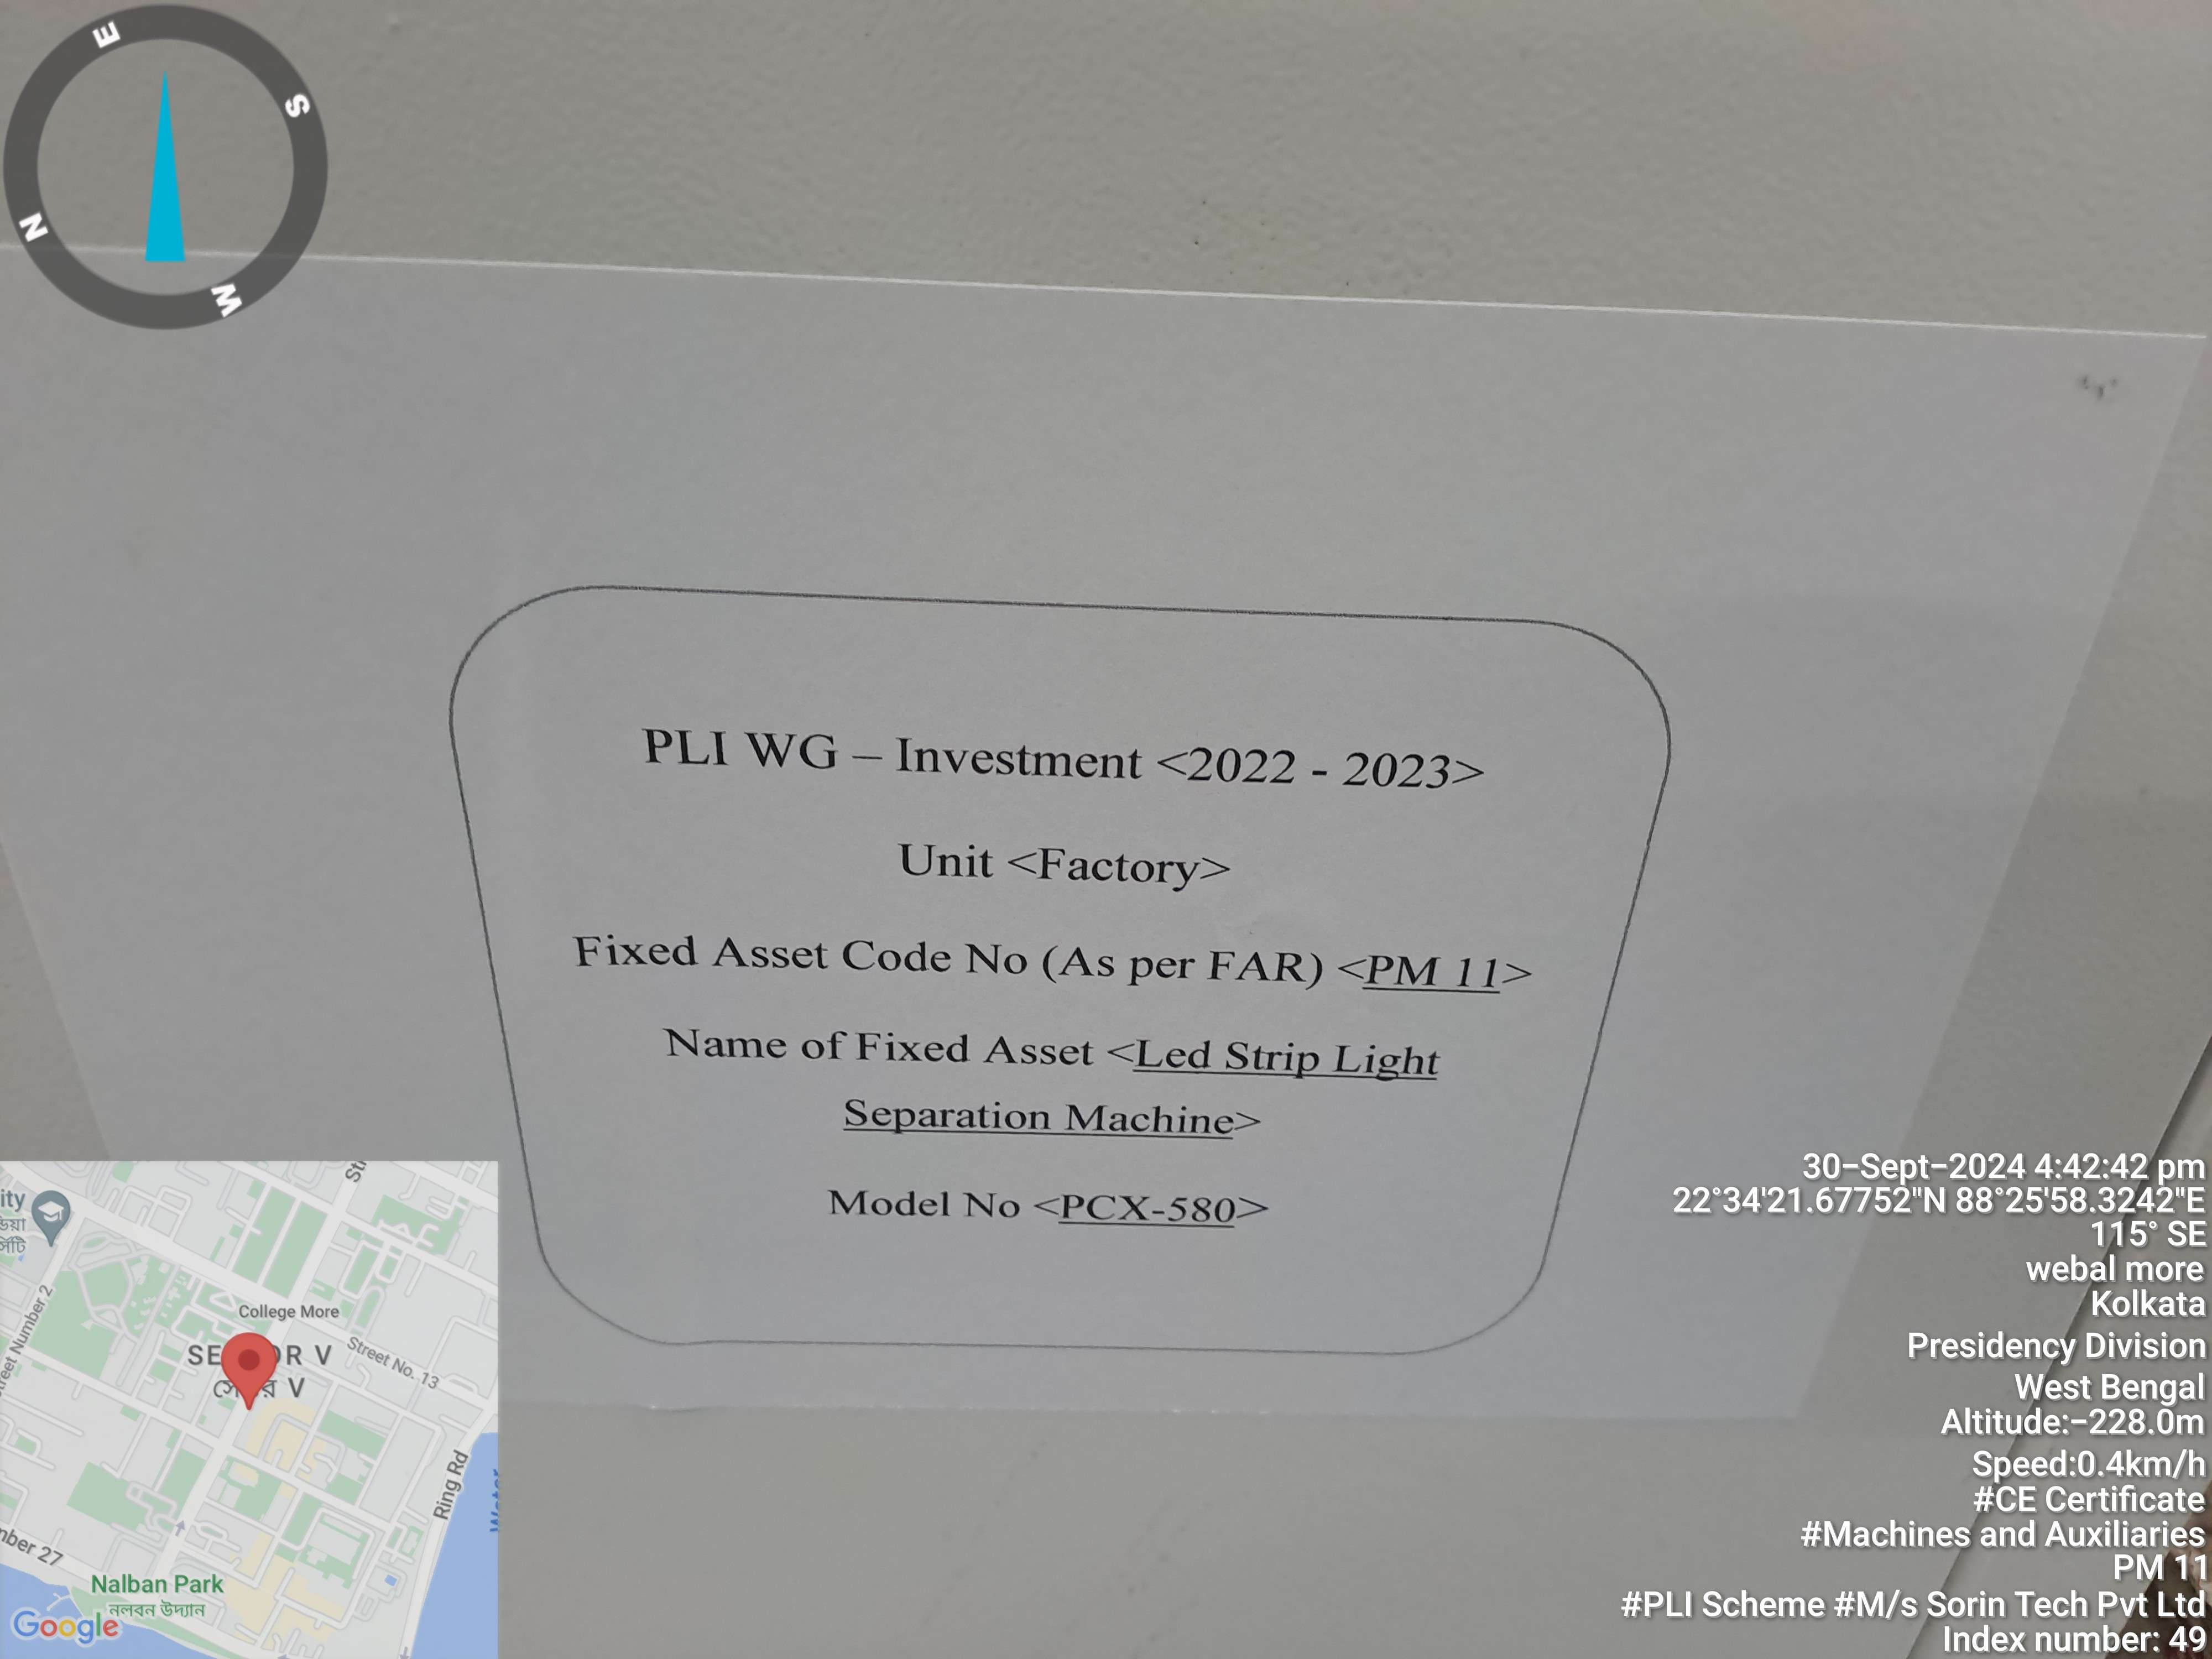 E
S
N
W
PLI WG – Investment <2022 - 2023>
Unit <Factory>
Fixed Asset Code No (As per FAR) <PM 11>
Name of Fixed Asset <Led Strip Light
Separation Machine>
Model No <PCX-580>
30-Sept-2024 4:42:42 pm
22°34'21.67752"N 88°25'58.3242"E
115° SE
webal more
Kolkata
Presidency Division
West Bengal
Altitude:-228.0m
Speed:0.4km/h
#CE Certificate
#Machines and Auxiliaries
PM 11
#PLI Scheme #M/s Sorin Tech Pvt Ltd
Index number: 49
College More
Street No. 13
Ring Rd
Nalban Park
নলবন উদ্যান
Google